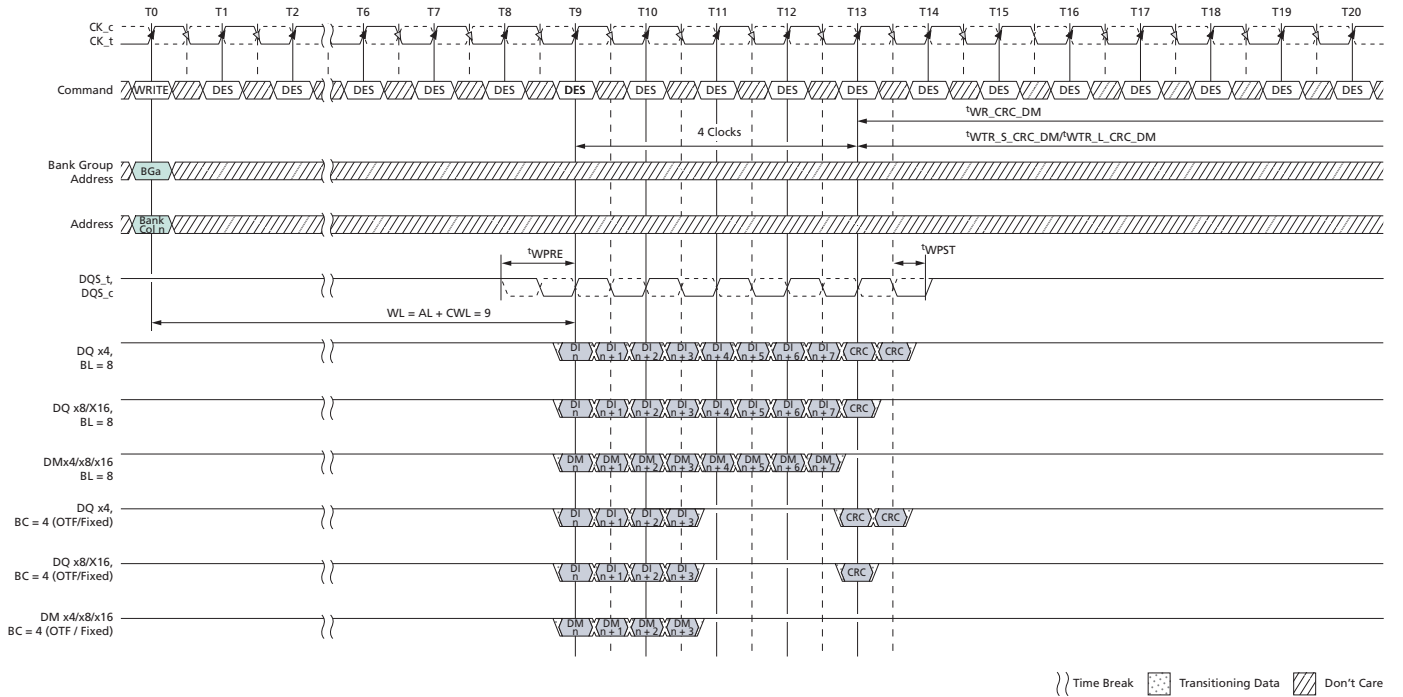 T0 T1 T2 T6 T7 T8 T9 T10 T11 T12 T13 T14 T15 T16 T17 T18 T19 T20
CK_c
CK_t
Command WRITE DES DES DES DES DES DES DES DES DES DES DES DES DES DES DES DES DES
tWR_CRC_DM
4 Clocks
tWTR_S_CRC_DM/tWTR_L_CRC_DM
Bank Group
Address
BGa
Address
Bank
Col n
tWPRE
tWPST
DQS_t,
DQS_c
WL = AL + CWL = 9
DQ x4,
BL = 8
DI n DI n + 1 DI n + 2 DI n + 3 DI n + 4 DI n + 5 DI n + 6 DI n + 7 CRC CRC
DQ x8/X16,
BL = 8
DI n DI n + 1 DI n + 2 DI n + 3 DI n + 4 DI n + 5 DI n + 6 DI n + 7 CRC
DMx4/x8/x16
BL = 8
DM n DM n + 1 DM n + 2 DM n + 3 DM n + 4 DM n + 5 DM n + 6 DM n + 7
DQ x4,
BC = 4 (OTF/Fixed)
DI n DI n + 1 DI n + 2 DI n + 3 CRC CRC
DQ x8/X16,
BC = 4 (OTF/Fixed)
DI n DI n + 1 DI n + 2 DI n + 3 CRC
DM x4/x8/x16
BC = 4 (OTF / Fixed)
DM n DM n + 1 DM n + 2 DM n + 3
Time Break Transitioning Data Don't Care